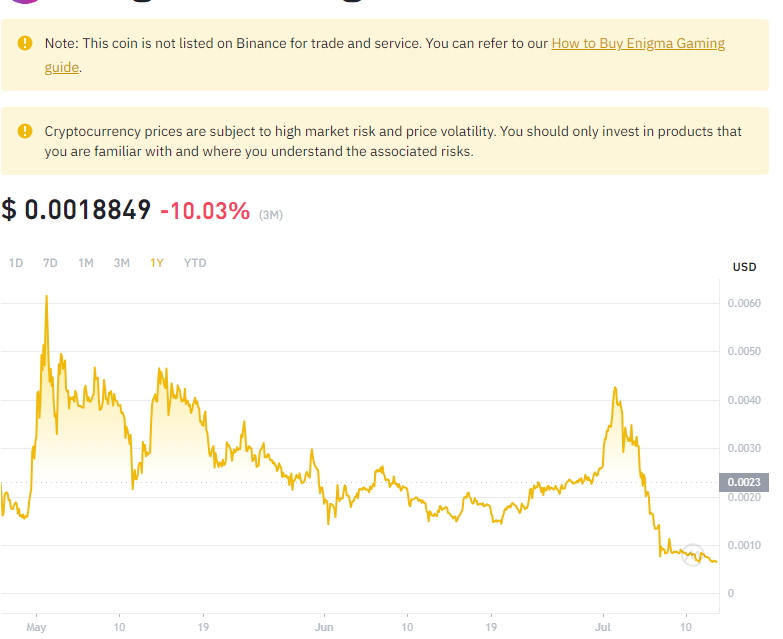 Note: This coin is not listed on Binance for trade and service. You can refer to our How to Buy Enigma Gaming
guide.
Cryptocurrency prices are subject to high market risk and price volatility. You should only invest in products that
you are familiar with and where you understand the associated risks.
$ 0.0018849 -10.03% (3M)
1D 7D 1M 3M 1Y YTD
USD
0.0060
0.0050
0.0040
0.0030
0.0023
0.0020
0.0010
0
May 10 19 Jun 10 19 Jul 10